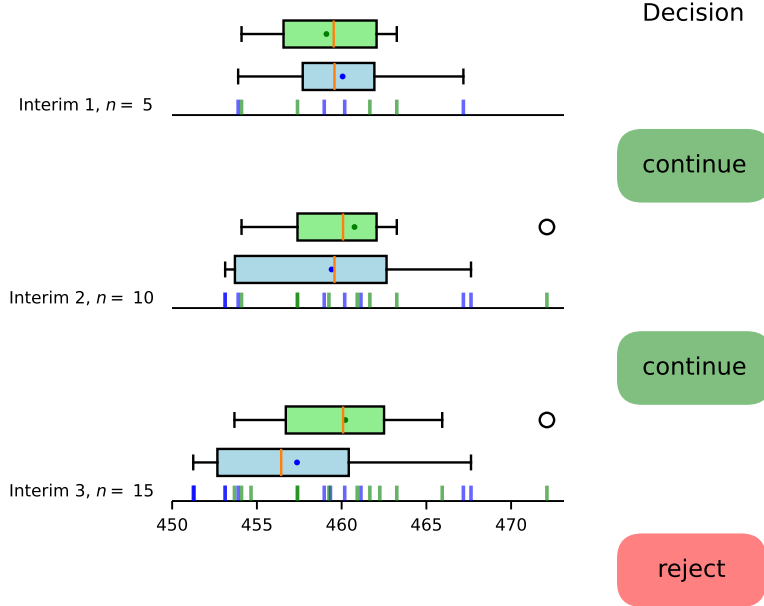 Decision
Interim 1, n = 5
continue
Interim 2, n = 10
continue
Interim 3, n = 15
450 455 460 465 470
reject